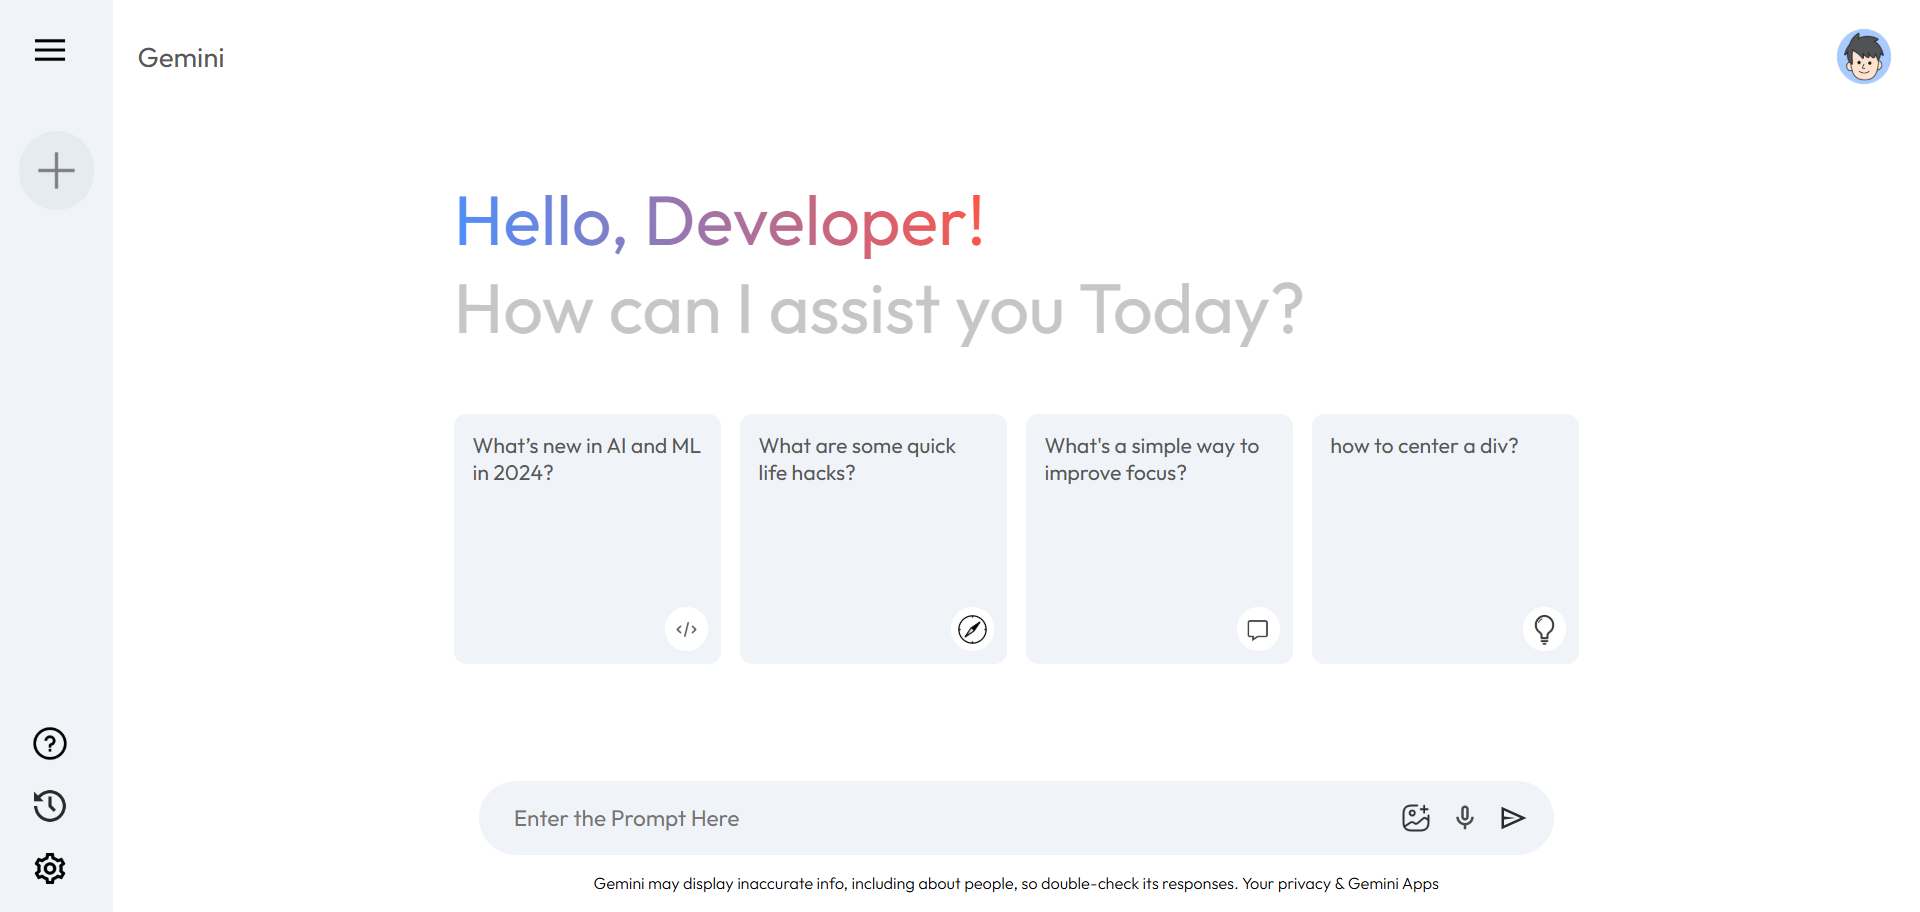 Gemini
Hello, Developer!
How can I assist you Today?
What’s new in AI and ML
in 2024?
What are some quick
life hacks?
What's a simple way to
improve focus?
how to center a div?
Enter the Prompt Here
Gemini may display inaccurate info, including about people, so double-check its responses. Your privacy & Gemini Apps